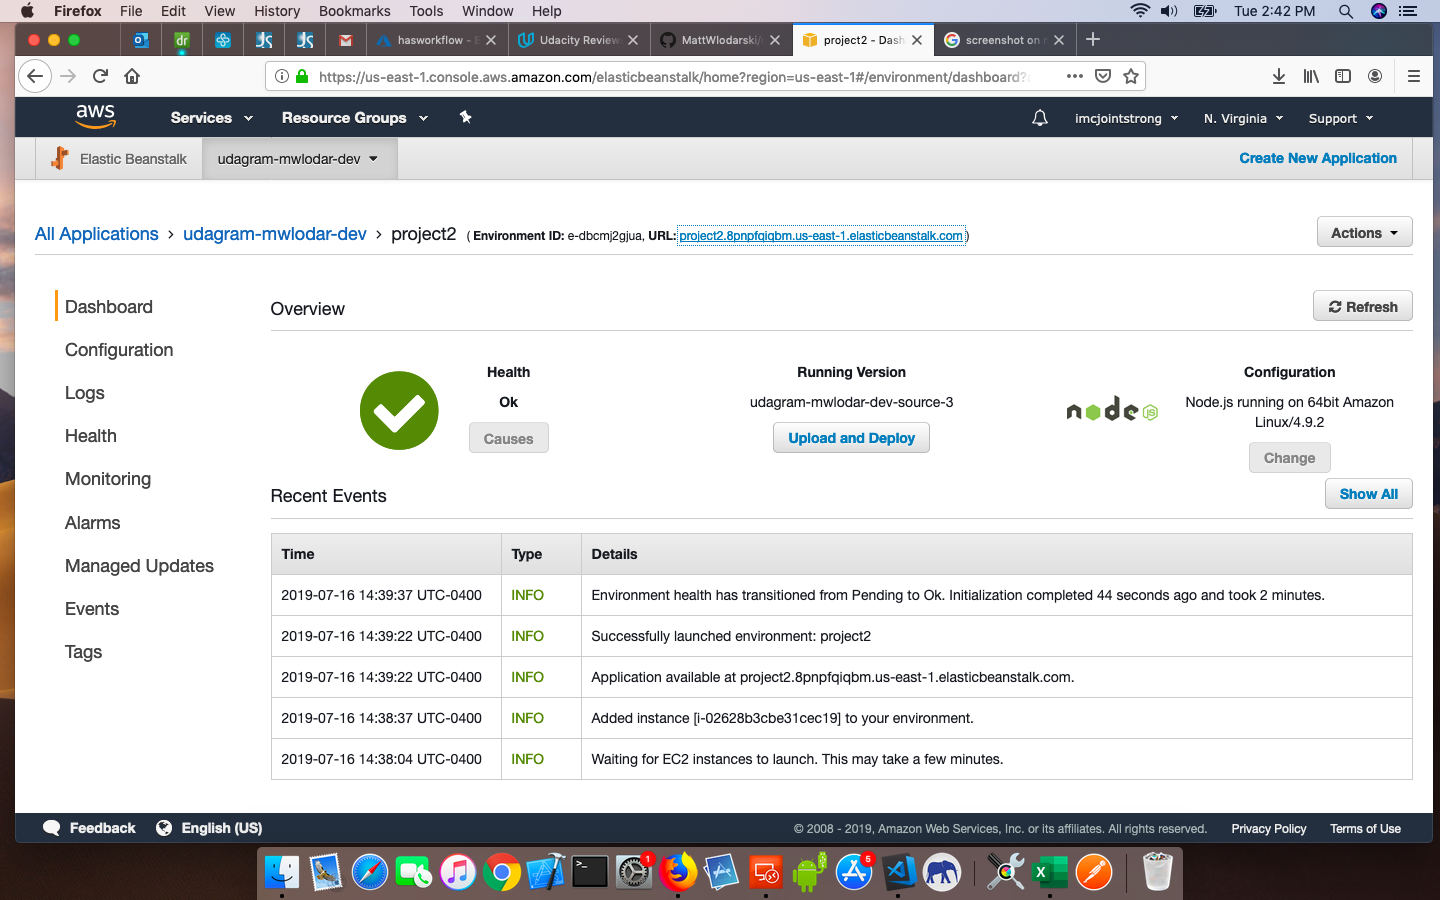 Firefox File Edit View History Bookmarks Tools Window Help Tue 2:42 PM
dr hasworkflow - Udacity Review MattWlodarski/ project2 - Dash screenshot on
https://us-east-1.console.aws.amazon.com/elasticbeanstalk/home?region=us-east-1#/environment/dashboard?
aws Services Resource Groups imcjointstrong N. Virginia Support
Elastic Beanstalk udagram-mwlodar-dev Create New Application
All Applications > udagram-mwlodar-dev > project2 ( Environment ID: e-dbcmj2gjua, URL: project2.8pnpfqiqbm.us-east-1.elasticbeanstalk.com )
Actions
Dashboard
Configuration
Logs
Health
Monitoring
Alarms
Managed Updates
Events
Tags
Overview
Refresh
Health
Ok
Causes
Running Version
udagram-mwlodar-dev-source-3
Upload and Deploy
node JS
Configuration
Node.js running on 64bit Amazon
Linux/4.9.2
Change
Recent Events
Show All
Time Type Details
2019-07-16 14:39:37 UTC-0400 INFO Environment health has transitioned from Pending to Ok. Initialization completed 44 seconds ago and took 2 minutes.
2019-07-16 14:39:22 UTC-0400 INFO Successfully launched environment: project2
2019-07-16 14:39:22 UTC-0400 INFO Application available at project2.8pnpfqiqbm.us-east-1.elasticbeanstalk.com.
2019-07-16 14:38:37 UTC-0400 INFO Added instance [i-02628b3cbe31cec19] to your environment.
2019-07-16 14:38:04 UTC-0400 INFO Waiting for EC2 instances to launch. This may take a few minutes.
Feedback English (US) © 2008 - 2019, Amazon Web Services, Inc. or its affiliates. All rights reserved. Privacy Policy Terms of Use
1 5